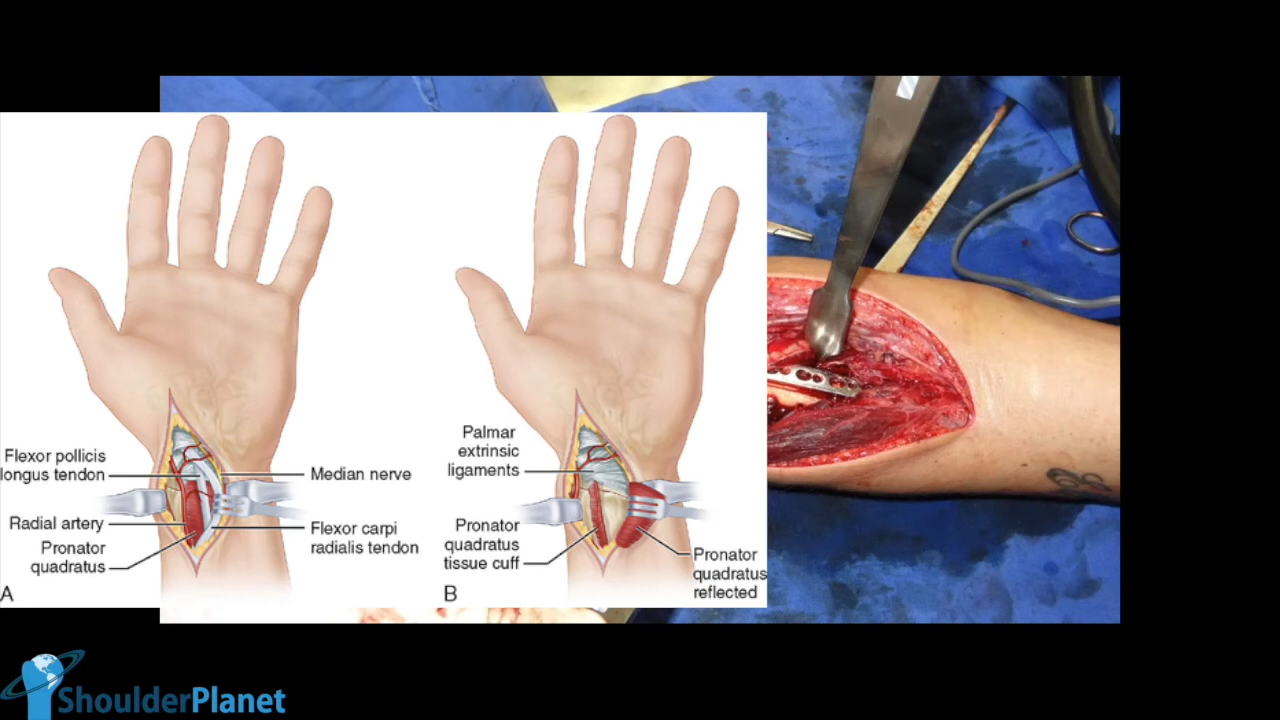 Flexor pollicis
longus tendon
Radial artery
Pronator
quadratus
Median nerve
Flexor carpi
radialis tendon
A
Palmar
extrinsic
ligaments
Pronator
quadratus
tissue cuff
Pronator
quadratus
reflected
B
ShoulderPlanet